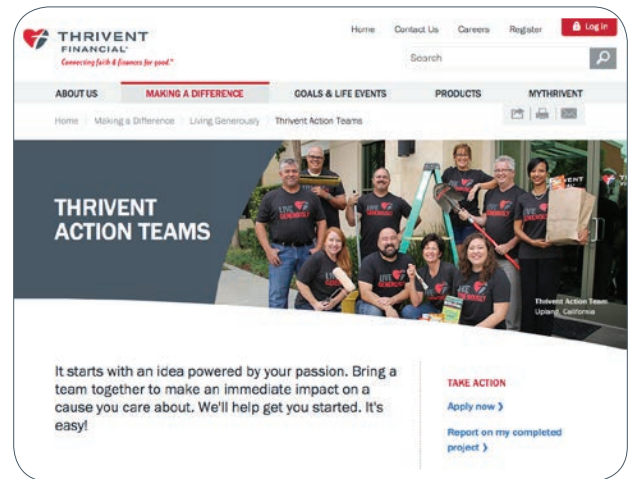 Home Contact Us Careers Register Log in
THRIVENT
FINANCIAL®
Connecting faith & finances for good.®
Search
ABOUT US MAKING A DIFFERENCE GOALS & LIFE EVENTS PRODUCTS MYTHRIVENT
Home Making a Difference Living Generously Thrivent Action Teams
THRIVENT
ACTION TEAMS
LIVE
GENEROUSLY
Thrivent Action Team
Upland, California
It starts with an idea powered by your passion. Bring a
team together to make an immediate impact on a
cause you care about. We'll help get you started. It's
easy!
TAKE ACTION
Apply now ❯
Report on my completed
project ❯